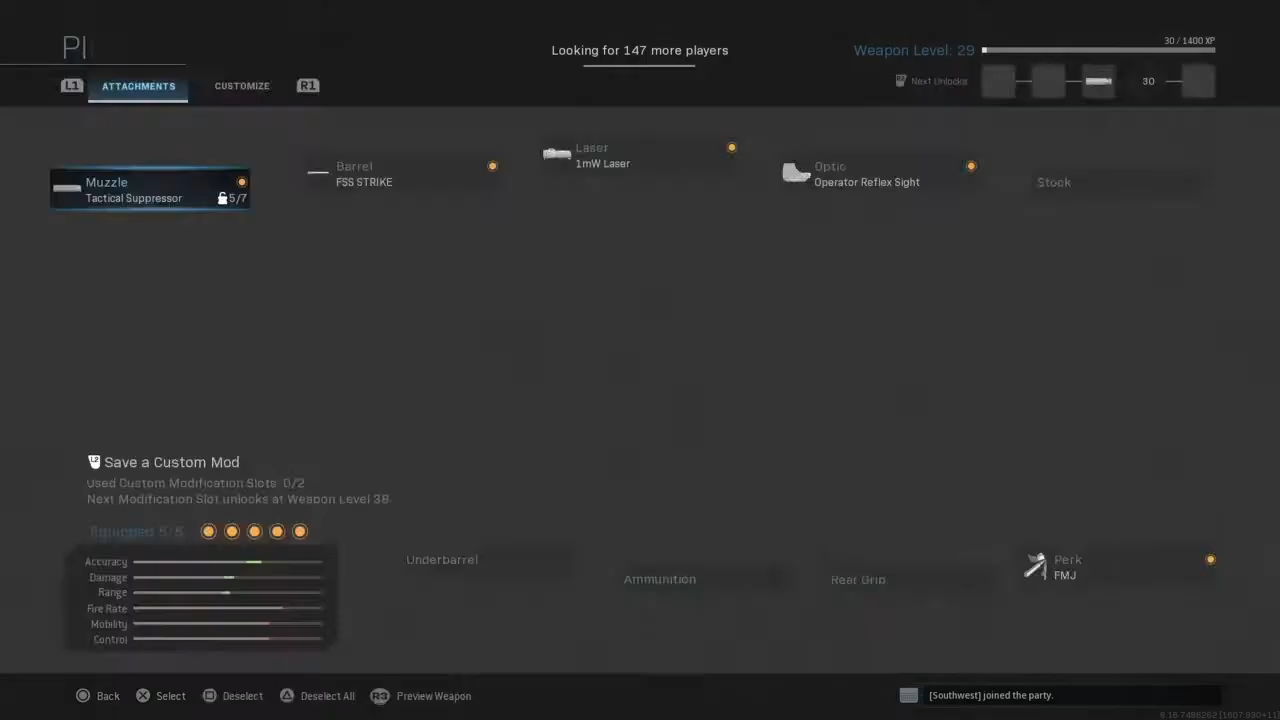 PI
Looking for 147 more players
Weapon Level: 29
30 / 1400 XP
L1
ATTACHMENTS
CUSTOMIZE
R1
Next Unlocks
30
Muzzle
Tactical Suppressor
5/7
Barrel
FSS STRIKE
Laser
1mW Laser
Optic
Operator Reflex Sight
Stock
L2 Save a Custom Mod
Used Custom Modification Slots: 0/2
Next Modification Slot unlocks at Weapon Level 38
Equipped 5/5
Accuracy
Damage
Range
Fire Rate
Mobility
Control
Underbarrel
Ammunition
Rear Grip
Perk
FMJ
Back
Select
Deselect
Deselect All
R3 Preview Weapon
[Southwest] joined the party.